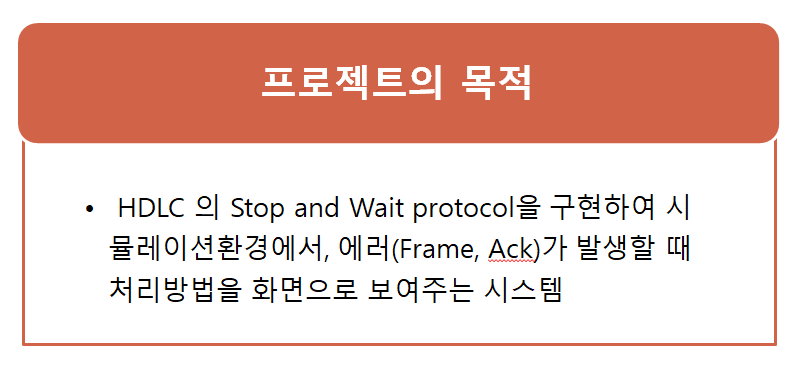 프로젝트의 목적
• HDLC 의 Stop and Wait protocol을 구현하여 시
뮬레이션환경에서, 에러(Frame, Ack)가 발생할 때
처리방법을 화면으로 보여주는 시스템